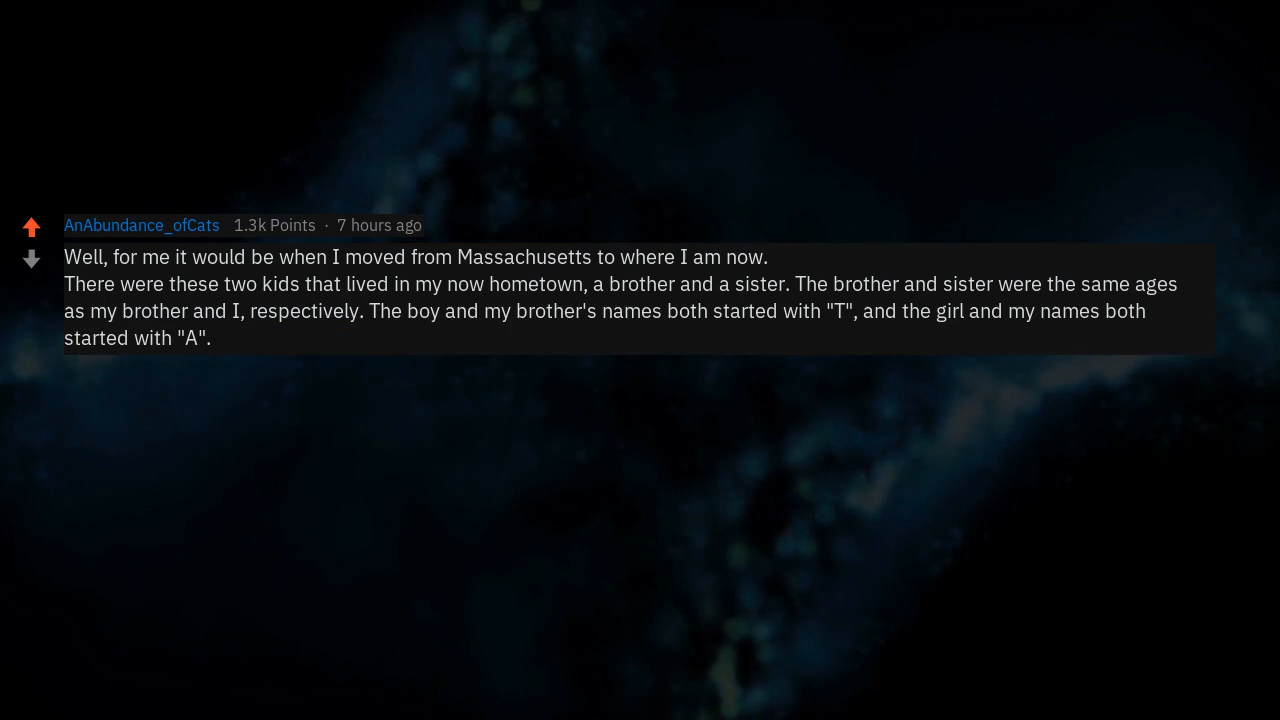 AnAbundance_ofCats 1.3k Points · 7 hours ago
Well, for me it would be when I moved from Massachusetts to where I am now.
There were these two kids that lived in my now hometown, a brother and a sister. The brother and sister were the same ages
as my brother and I, respectively. The boy and my brother's names both started with "T", and the girl and my names both
started with "A".